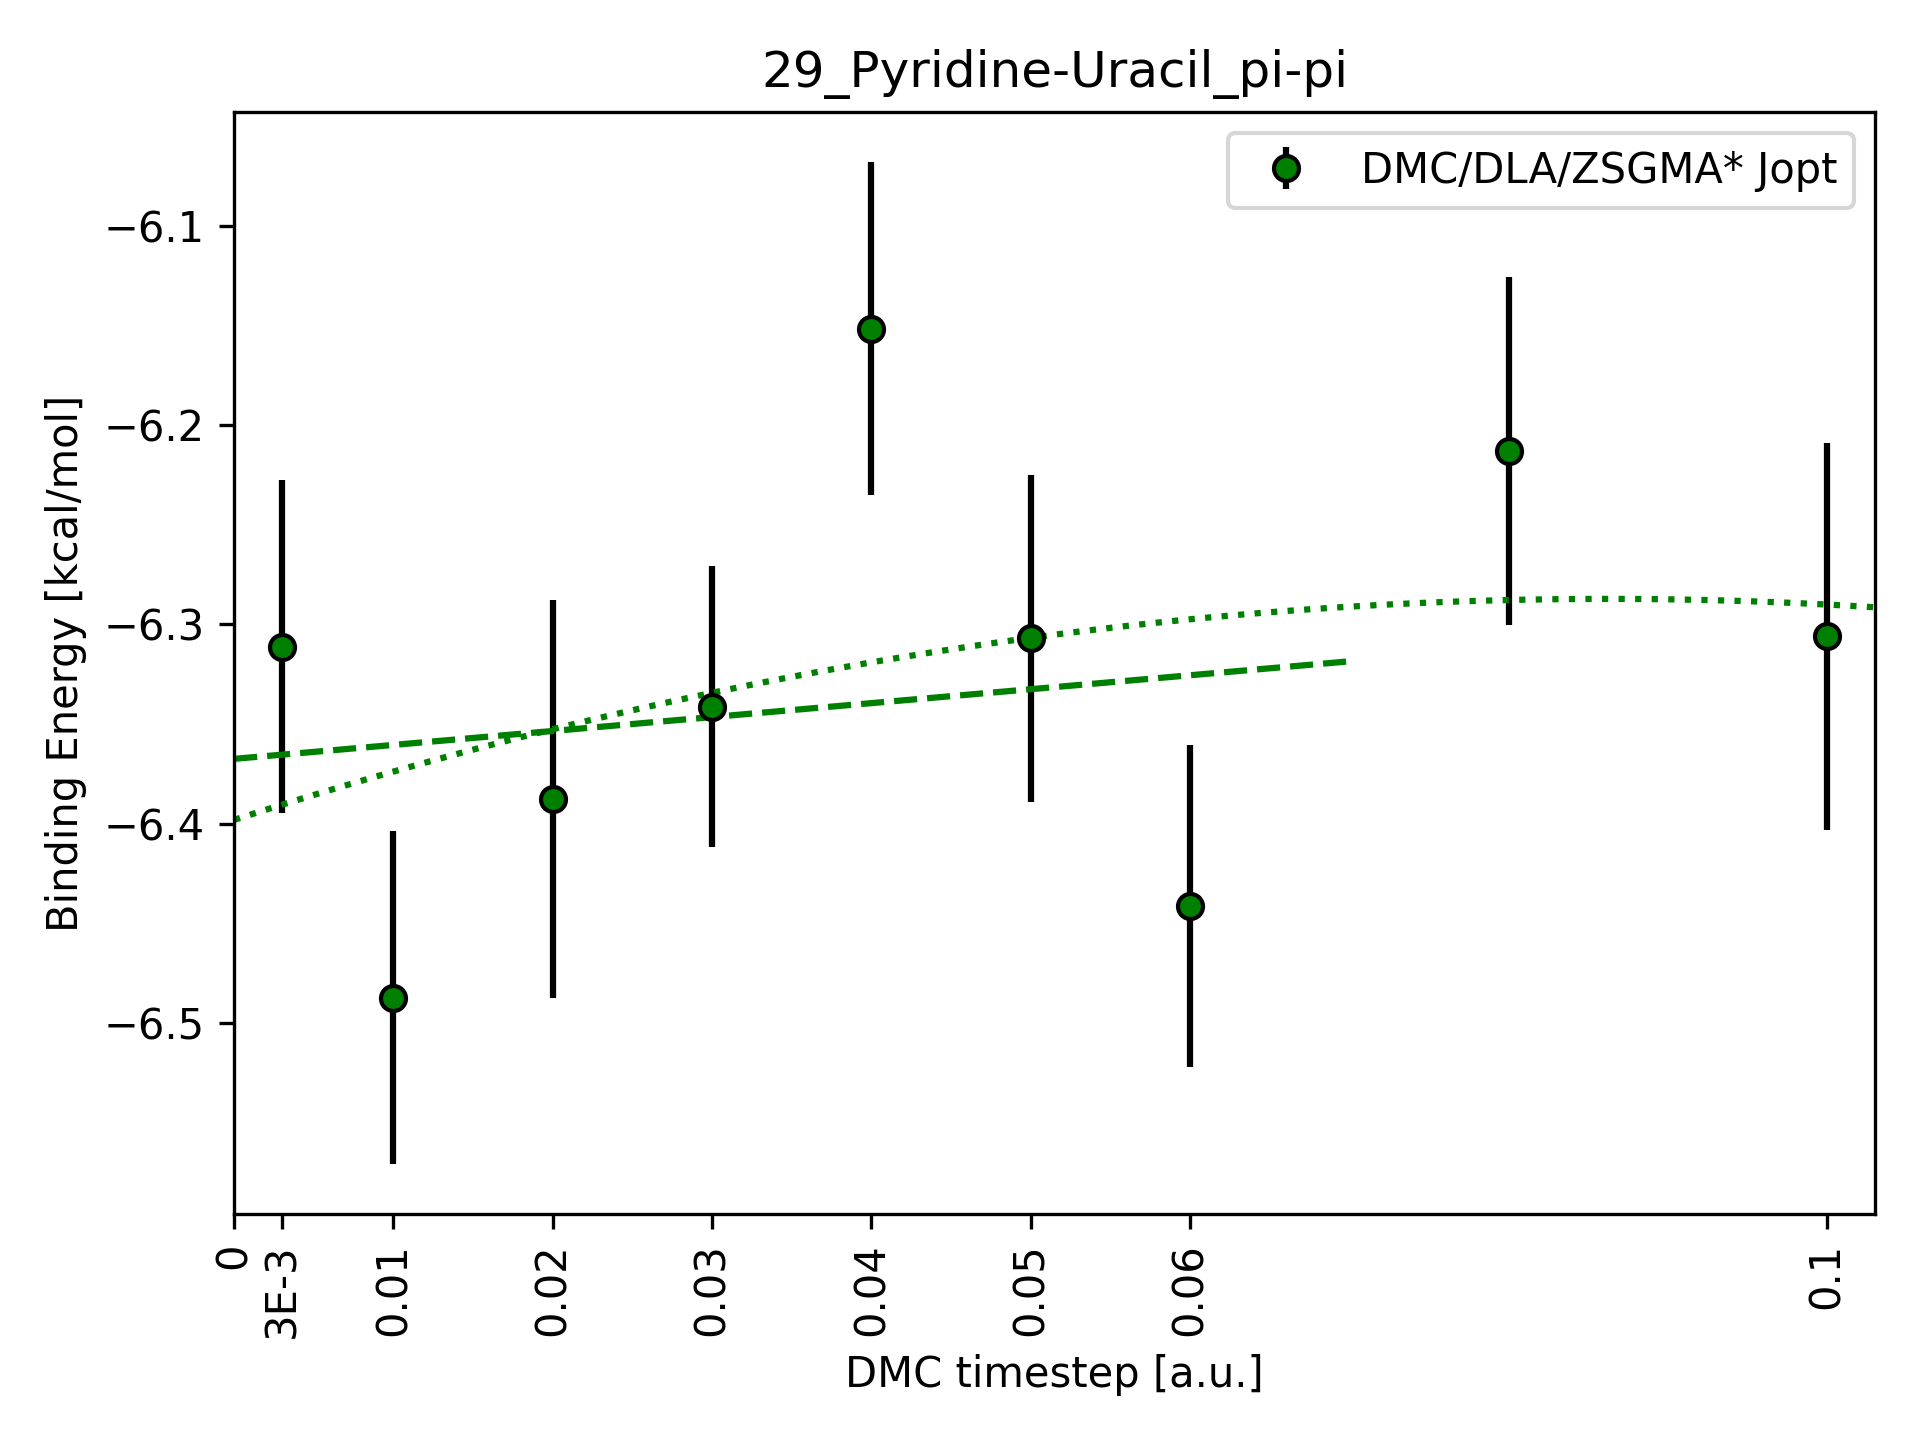 29_Pyridine-Uracil_pi-pi
DMC/DLA/ZSGMA* Jopt
Binding Energy [kcal/mol]
−6.1
−6.2
−6.3
−6.4
−6.5
0
3E-3
0.01
0.02
0.03
0.04
0.05
0.06
0.1
DMC timestep [a.u.]